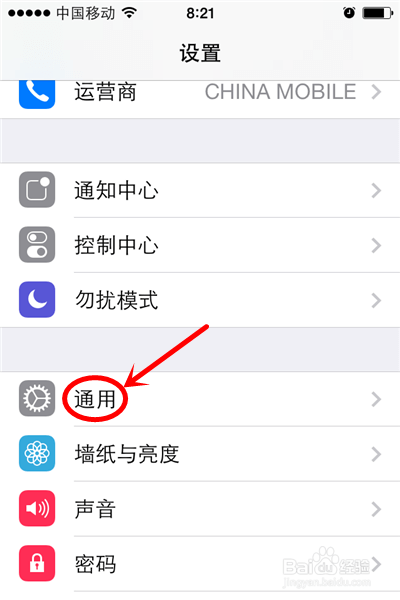 中国移动 8:21
设置
运营商 CHINA MOBILE
通知中心
控制中心
勿扰模式
通用
墙纸与亮度
声音
密码
Baidu 经验
jingyan.baidu.com